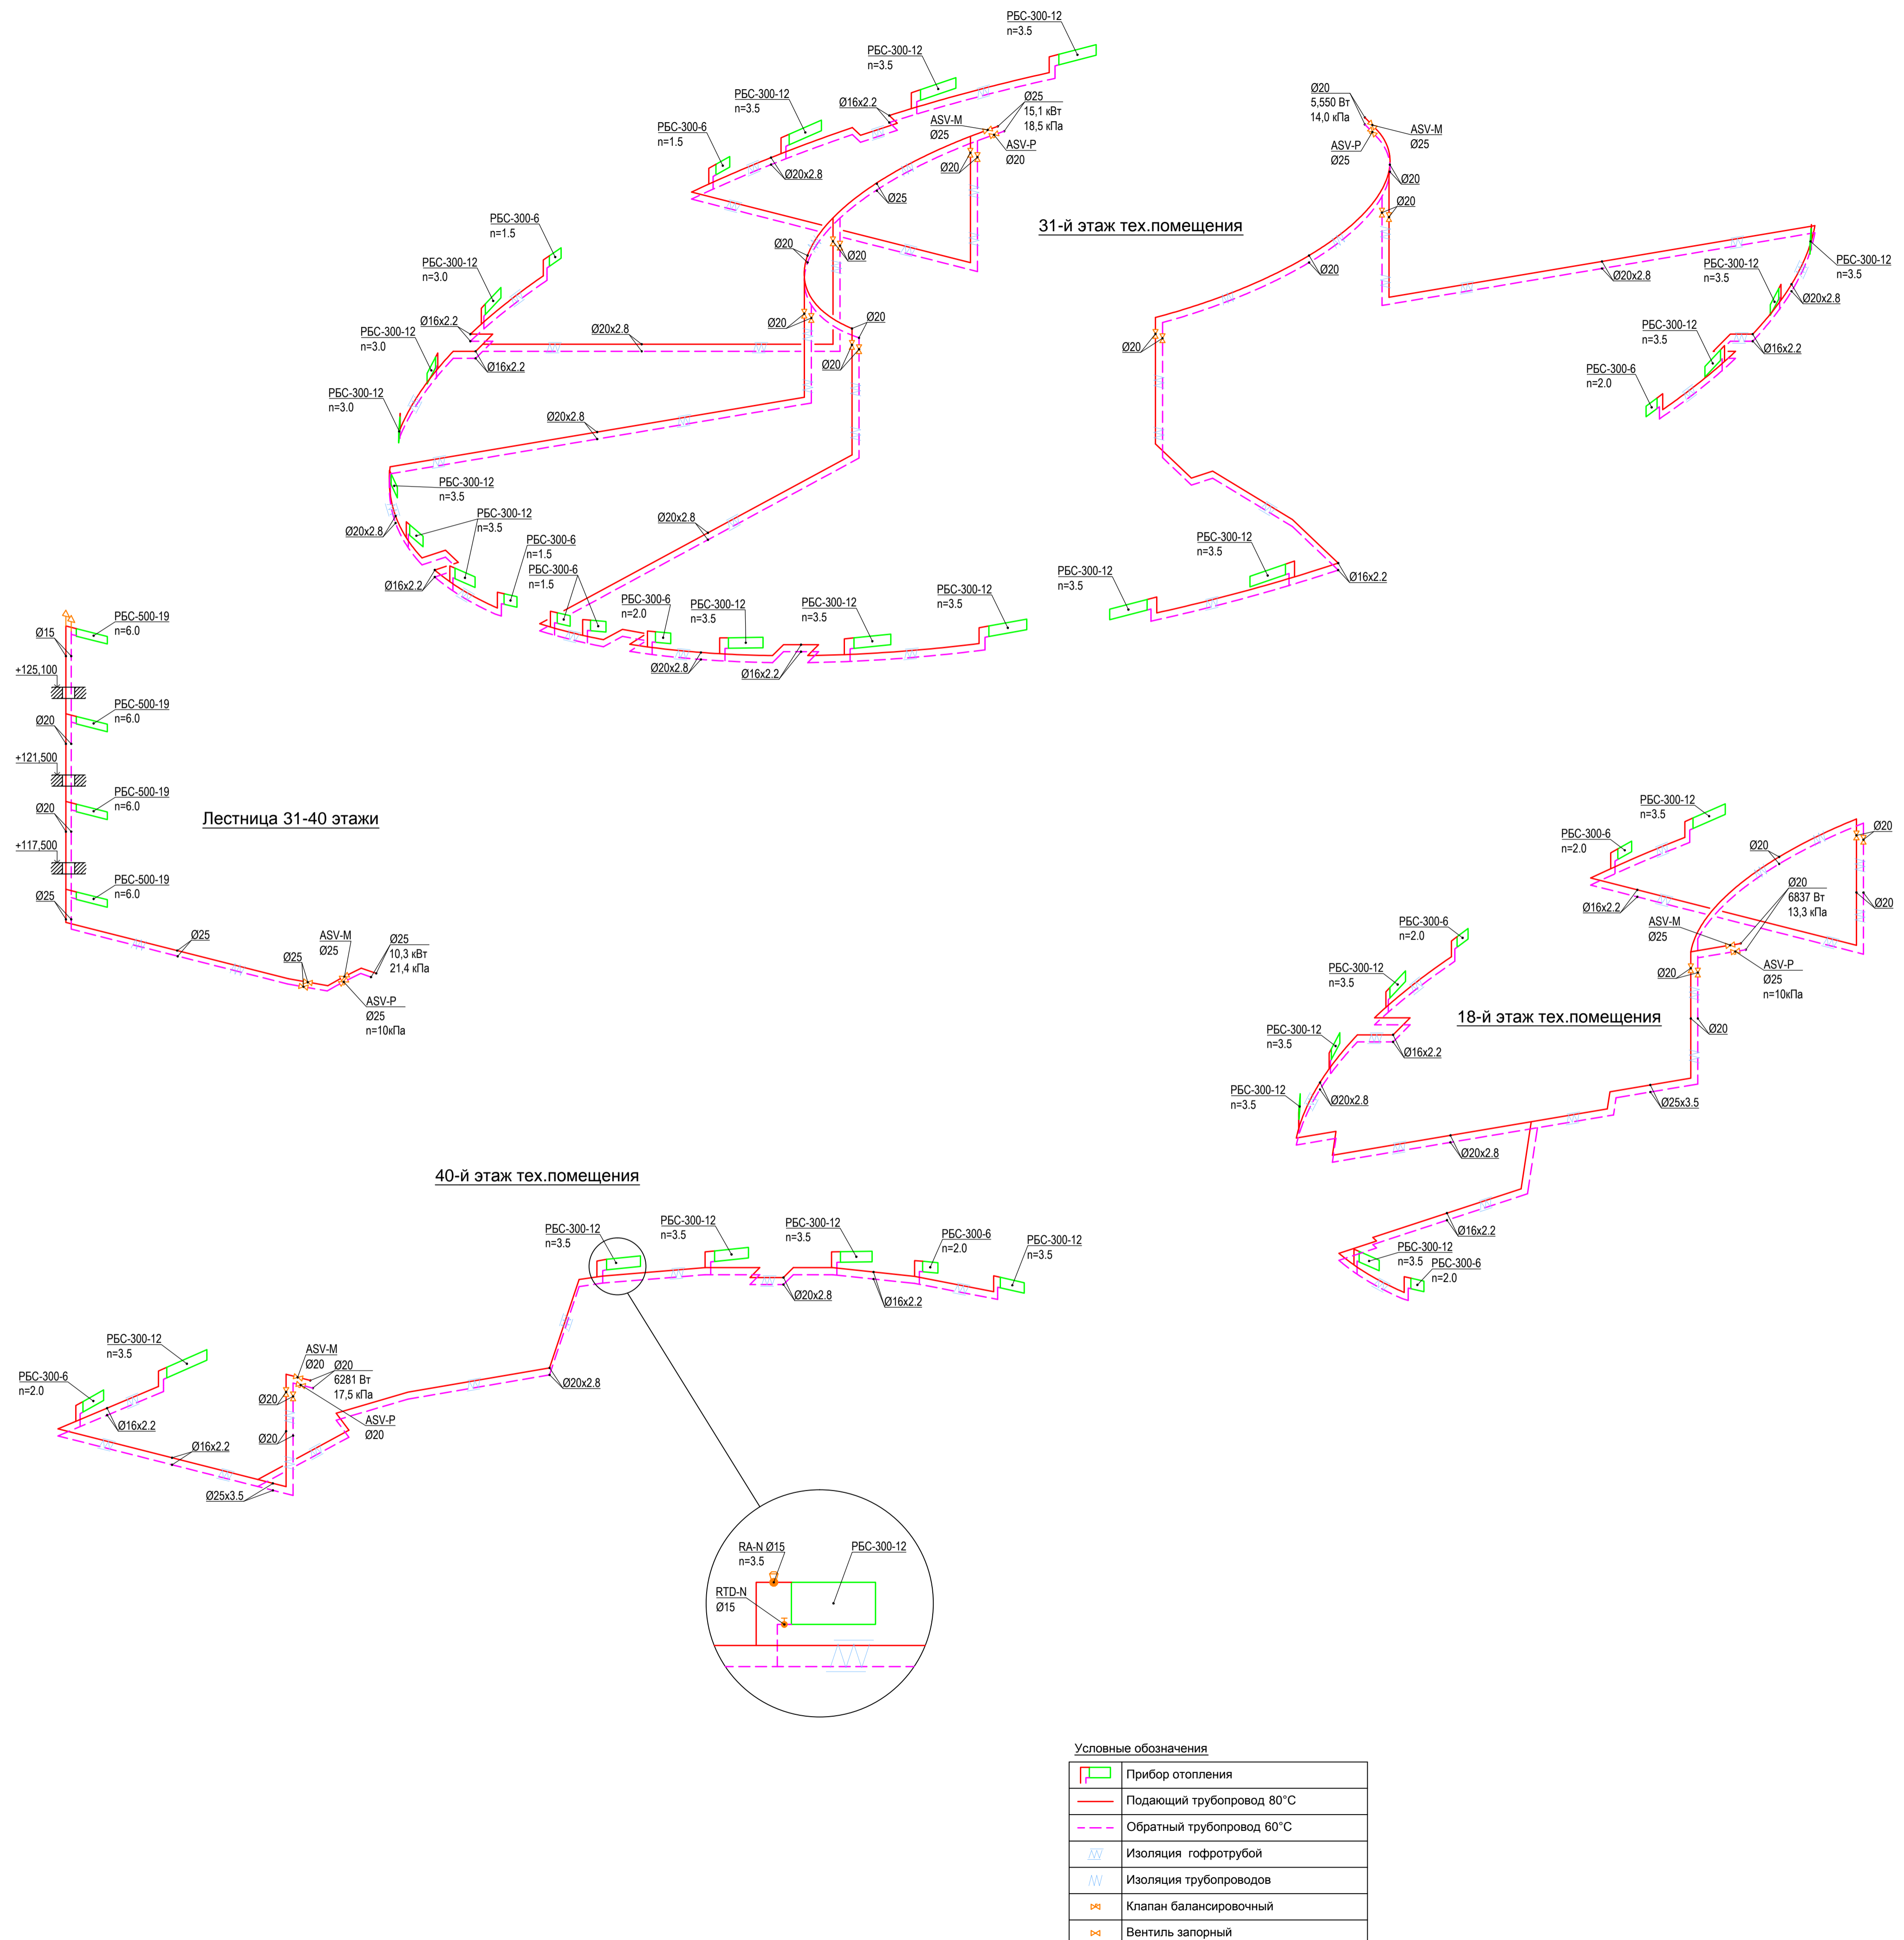 РБС-300-12
n=3.5
РБС-300-12
n=3.5
РБС-300-12
n=3.5
РБС-300-6
n=1.5
Ø16x2.2
Ø20x2.8
ASV-M
Ø25
Ø25
15,1 кВт
18,5 кПа
ASV-P
Ø20
Ø20
Ø25
Ø20
Ø20
Ø20
Ø20
Ø20
РБС-300-6
n=1.5
РБС-300-12
n=3.0
Ø16x2.2
РБС-300-12
n=3.0
Ø16x2.2
Ø20x2.8
РБС-300-12
n=3.0
Ø20x2.8
РБС-300-12
n=3.5
Ø20x2.8
РБС-300-12
n=3.5
РБС-300-6
n=1.5
РБС-300-6
n=1.5
Ø16x2.2
Ø20x2.8
РБС-300-6
n=2.0
РБС-300-12
n=3.5
РБС-300-12
n=3.5
РБС-300-12
n=3.5
Ø20x2.8
Ø16x2.2
31-й этаж тех.помещения
Ø20
5,550 Вт
14,0 кПа
ASV-M
Ø25
ASV-P
Ø25
Ø20
Ø20
Ø20
Ø20
Ø20x2.8
РБС-300-12
n=3.5
РБС-300-12
n=3.5
Ø20x2.8
РБС-300-12
n=3.5
Ø16x2.2
РБС-300-6
n=2.0
РБС-300-12
n=3.5
РБС-300-12
n=3.5
Ø16x2.2
РБС-500-19
n=6.0
Ø15
+125,100
РБС-500-19
n=6.0
Ø20
+121,500
РБС-500-19
n=6.0
Ø20
+117,500
РБС-500-19
n=6.0
Ø25
Лестница 31-40 этажи
Ø25
Ø25
ASV-M
Ø25
Ø25
10,3 кВт
21,4 кПа
ASV-P
Ø25
n=10кПа
РБС-300-12
n=3.5
РБС-300-6
n=2.0
Ø20
Ø20
Ø16x2.2
Ø20
6837 Вт
13,3 кПа
Ø20
ASV-M
Ø25
ASV-P
Ø25
n=10кПа
Ø20
РБС-300-6
n=2.0
РБС-300-12
n=3.5
18-й этаж тех.помещения
Ø20
РБС-300-12
n=3.5
Ø16x2.2
РБС-300-12
n=3.5
Ø20x2.8
Ø25x3.5
Ø20x2.8
Ø16x2.2
РБС-300-12
n=3.5
РБС-300-6
n=2.0
40-й этаж тех.помещения
РБС-300-12
n=3.5
РБС-300-12
n=3.5
РБС-300-12
n=3.5
РБС-300-6
n=2.0
РБС-300-12
n=3.5
Ø20x2.8
Ø16x2.2
Ø20x2.8
РБС-300-12
n=3.5
РБС-300-6
n=2.0
Ø16x2.2
Ø16x2.2
Ø25x3.5
ASV-M
Ø20
Ø20
6281 Вт
17,5 кПа
Ø20
ASV-P
Ø20
Ø20
RA-N Ø15
n=3.5
РБС-300-12
RTD-N
Ø15
Условные обозначения
Прибор отопления
Подающий трубопровод 80°C
Обратный трубопровод 60°C
Изоляция гофротрубой
Изоляция трубопроводов
Клапан балансировочный
Вентиль запорный